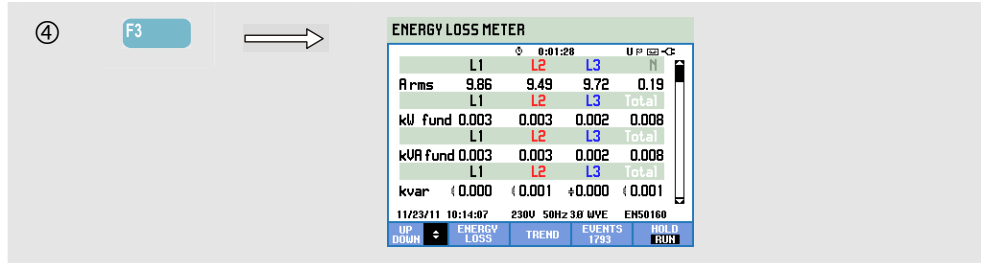 ④ F3
ENERGY LOSS METER
0:01:28 U P
L1 L2 L3 N
A rms 9.86 9.49 9.72 0.19
L1 L2 L3 Total
kW fund 0.003 0.003 0.002 0.008
L1 L2 L3 Total
kVA fund 0.003 0.003 0.002 0.008
L1 L2 L3 Total
kvar 0.000 0.001 0.000 0.001
11/23/11 10:14:07 230V 50Hz 3.Ø WYE EN50160
UP DOWN ENERGY LOSS TREND EVENTS 1793 HOLD RUN